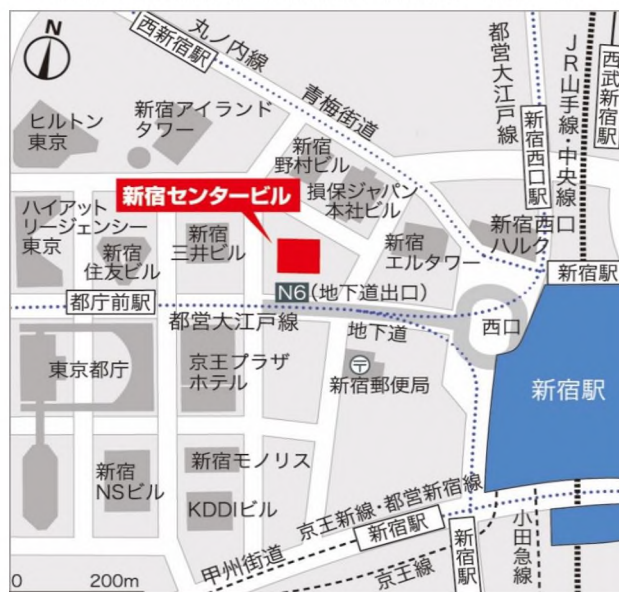 N
丸ノ内線
西新宿駅
青梅街道
都営大江戸線
新宿西口駅
JR山手線・中央線
西武新宿駅
ヒルトン
東京
新宿アイランド
タワー
新宿
野村ビル
損保ジャパン
本社ビル
新宿センタービル
ハイアット
リージェンシー
東京
新宿
住友ビル
新宿
三井ビル
新宿
エルタワー
新宿西口
ハルク
新宿駅
N6(地下道出口)
都庁前駅
都営大江戸線
地下道
西口
東京都庁
京王プラザ
ホテル
〒
新宿郵便局
新宿駅
新宿
NSビル
新宿モノリス
KDDIビル
京王新線・都営新宿線
新宿駅
甲州街道
京王線
新宿駅
小田急線
0 200m